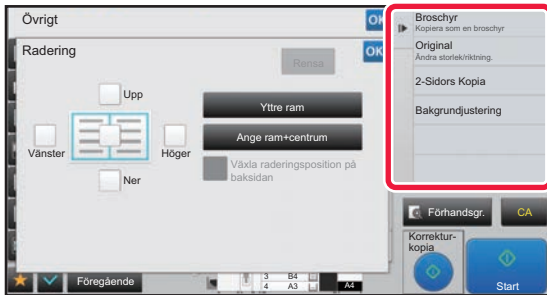 Övrigt
OK
Radering
OK
Rensa
Upp
Vänster
Höger
Ner
Yttre ram
Ange ram+centrum
Växla raderingsposition på
baksidan
Föregående
3 B4
4 A3
A4
Broschyr
Kopiera som en broschyr
Original
Ändra storlek/riktning.
2-Sidors Kopia
Bakgrundjustering
Förhandsgr.
CA
Korrektur-
kopia
Start